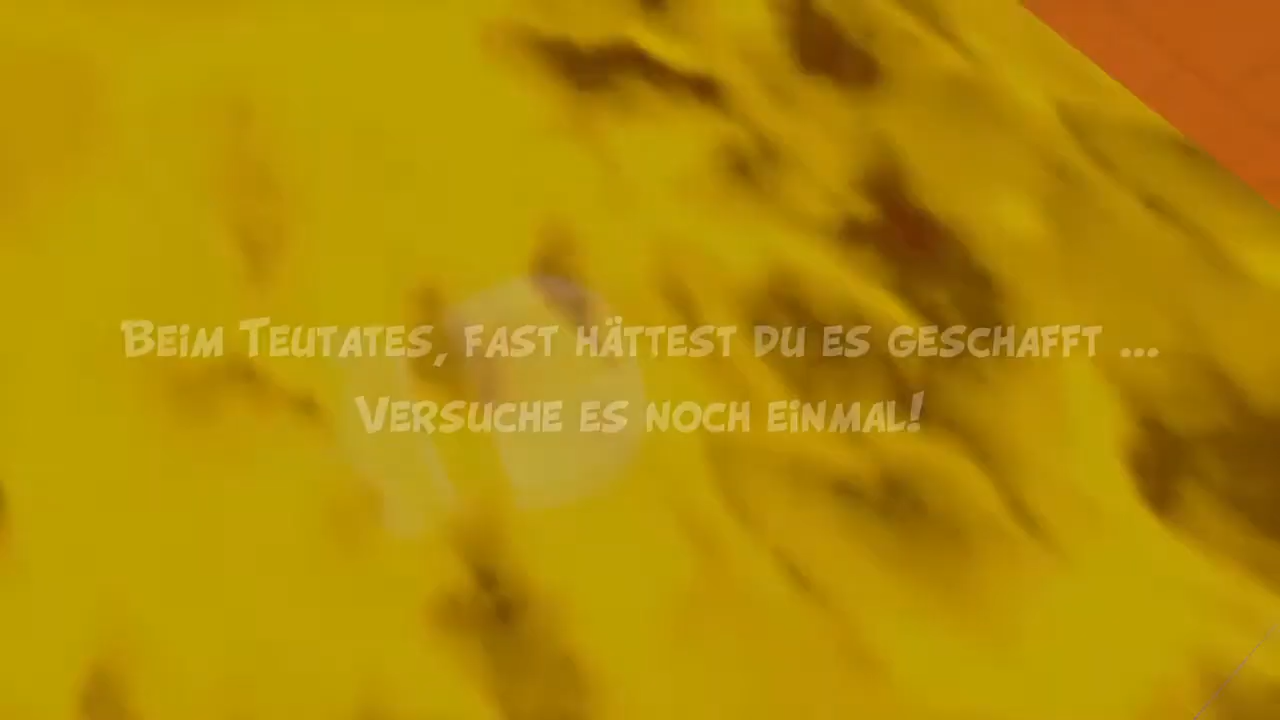 Beim Teutates, fast hättest du es geschafft ...
Versuche es noch einmal!